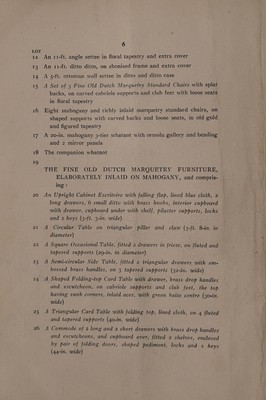 6
LOT
12 An 11-ft. angle settee in floral tapestry and extra cover
13 An 11-ft. ditto ditto, on ebonised frame and extra cover
14 A 5-ft. ottoman wall settee in ditto and ditto case
15 A Set of 5 Fine Old Dutch Marquetry Standard Chairs with splat
backs, on carved cabriole supports and club feet with loose seats
in floral tapestry
16 Eight mahogany and richly inlaid marquetry standard chairs, on
shaped supports with curved backs and loose seats, in old gold
and figured tapestry
17 A 20-in. mahogany 3-tier whatnot with ormolu gallery and beading
and 2 mirror panels
18 The companion whatnot
19
THE FINE OLD DUTCH MARQUETRY FURNITURE,
ELABORATELY INLAID ON MAHOGANY, and compris-
ing :
20 An Upright Cabinet Escritoire with falling flap, lined blue cloth, 2
long drawers, 6 small ditto with brass knobs, interior cupboard
with drawer, cupboard under with shelf, pilaster supports, locks
and 2 keys (3-ft. 3-in. wide)
21 A Circular Table on triangular pillar and claw (3-ft. 8-in. in
diameter)
22 A Square Occasional Table, fitted 2 drawers in frieze, on fluted and
tapered supports (29-in. in diameter)
23 A Semi-circular Side Table, fitted 2 triangular drawers with em-
bossed brass handles, on 3 tapered supports (32-in. wide)
24 A Shaped Folding-top Card Table with drawer, brass drop handles
and escutcheon, on cabriole supports and club feet, the top
having sunk corners, inlaid aces, with green baize centre (30-in.
wide)
25 A Triangular Card Table with folding top, lined cloth, on 4 fluted
and tapered supports (40-in. wide)
26 A Commode of 2 long and 2 short drawers with brass drop handles
and escutcheons, and cupboard over, fitted 2 shelves, enclosed
by pair of folding doors, shaped pediment, locks and 2 keys
(44-in. wide)